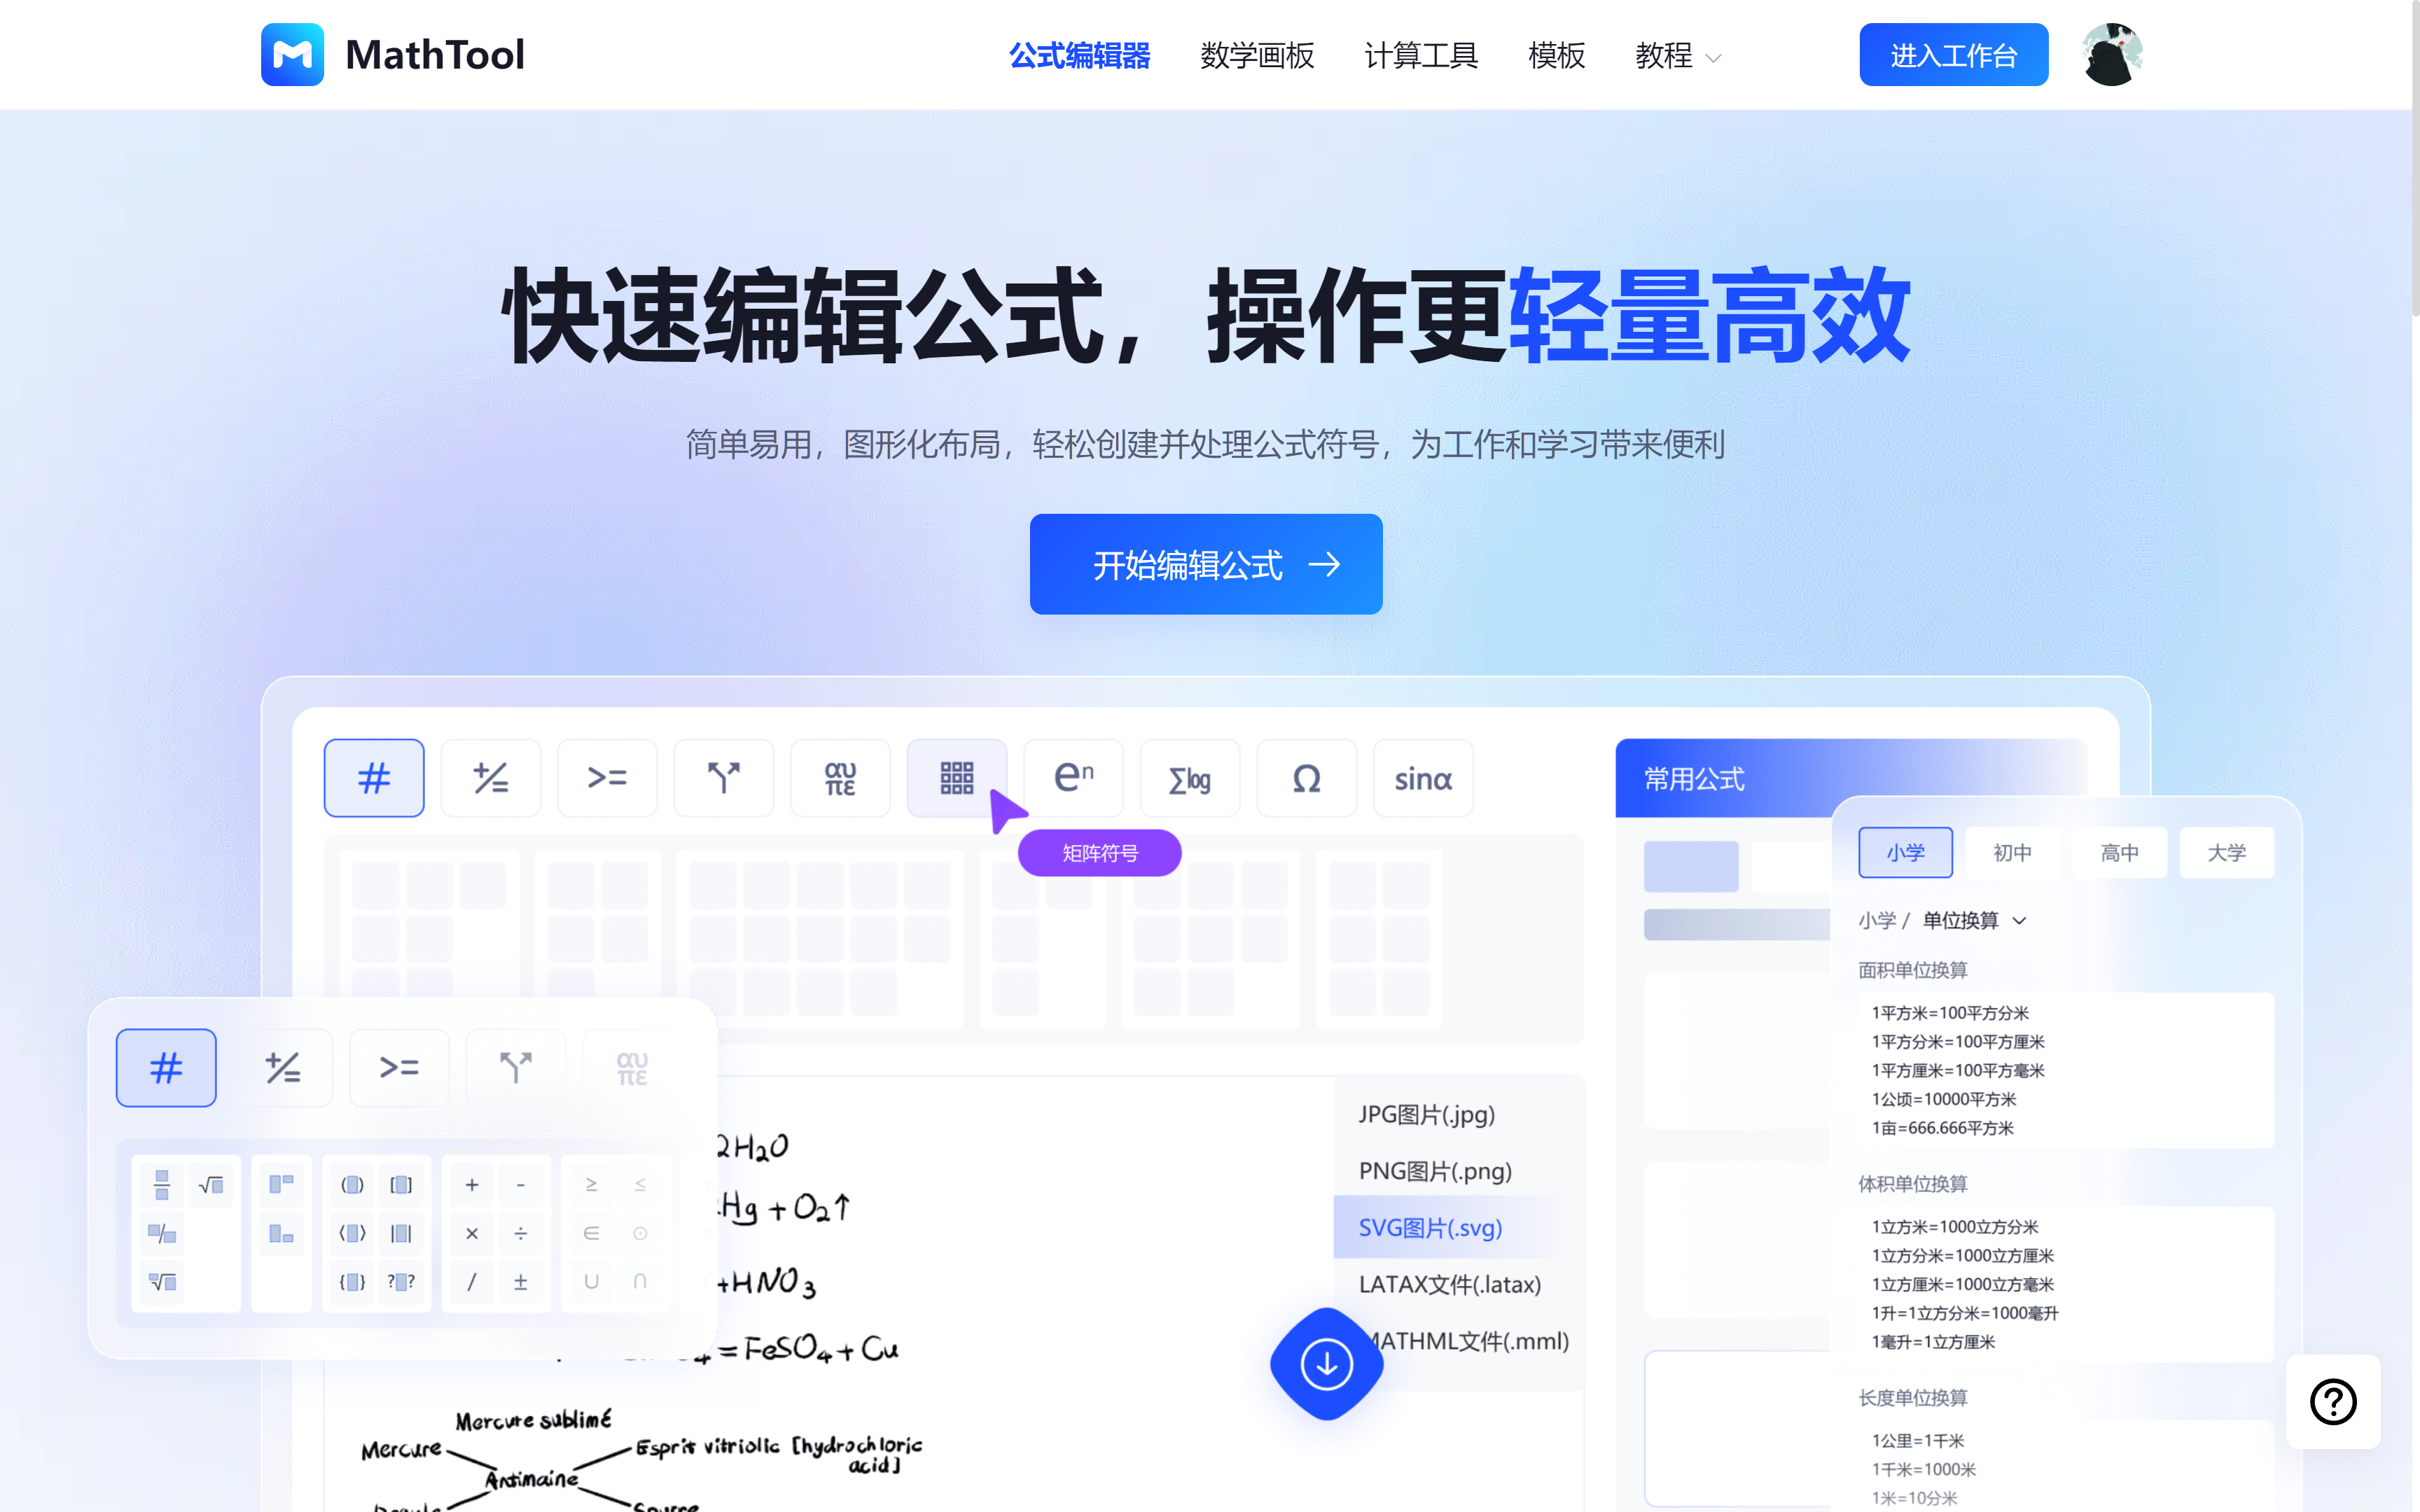 MathTool
公式编辑器 数学画板 计算工具 模板 教程
进入工作台
快速编辑公式，操作更轻量高效
简单易用，图形化布局，轻松创建并处理公式符号，为工作和学习带来便利
开始编辑公式 →
# +⁄= >= αυπε eⁿ ∑log Ω sinα
矩阵符号
常用公式
小学 初中 高中 大学
小学 / 单位换算
面积单位换算
1平方米=100平方分米
1平方分米=100平方厘米
1平方厘米=100平方毫米
1公顷=10000平方米
1亩=666.666平方米
体积单位换算
1立方米=1000立方分米
1立方分米=1000立方厘米
1立方厘米=1000立方毫米
1升=1立方分米=1000毫升
1毫升=1立方厘米
长度单位换算
1公里=1千米
1千米=1000米
1米=10分米
# +⁄= >= αυπε
√ (▯) [▯] + - ≥ ≤
⟨▯⟩ |▯| × ÷ ∈ ⊙
√ {▯} ?▯? / ± ∪ ∩
2H₂O
Hg + O₂↑
+HNO₃
₄=FeSO₄+Cu
JPG图片(.jpg)
PNG图片(.png)
SVG图片(.svg)
LATAX文件(.latax)
MATHML文件(.mml)
Mercure sublimé
Mercure
Esprit vitriolic [hydrochloric
acid]
Antimaine